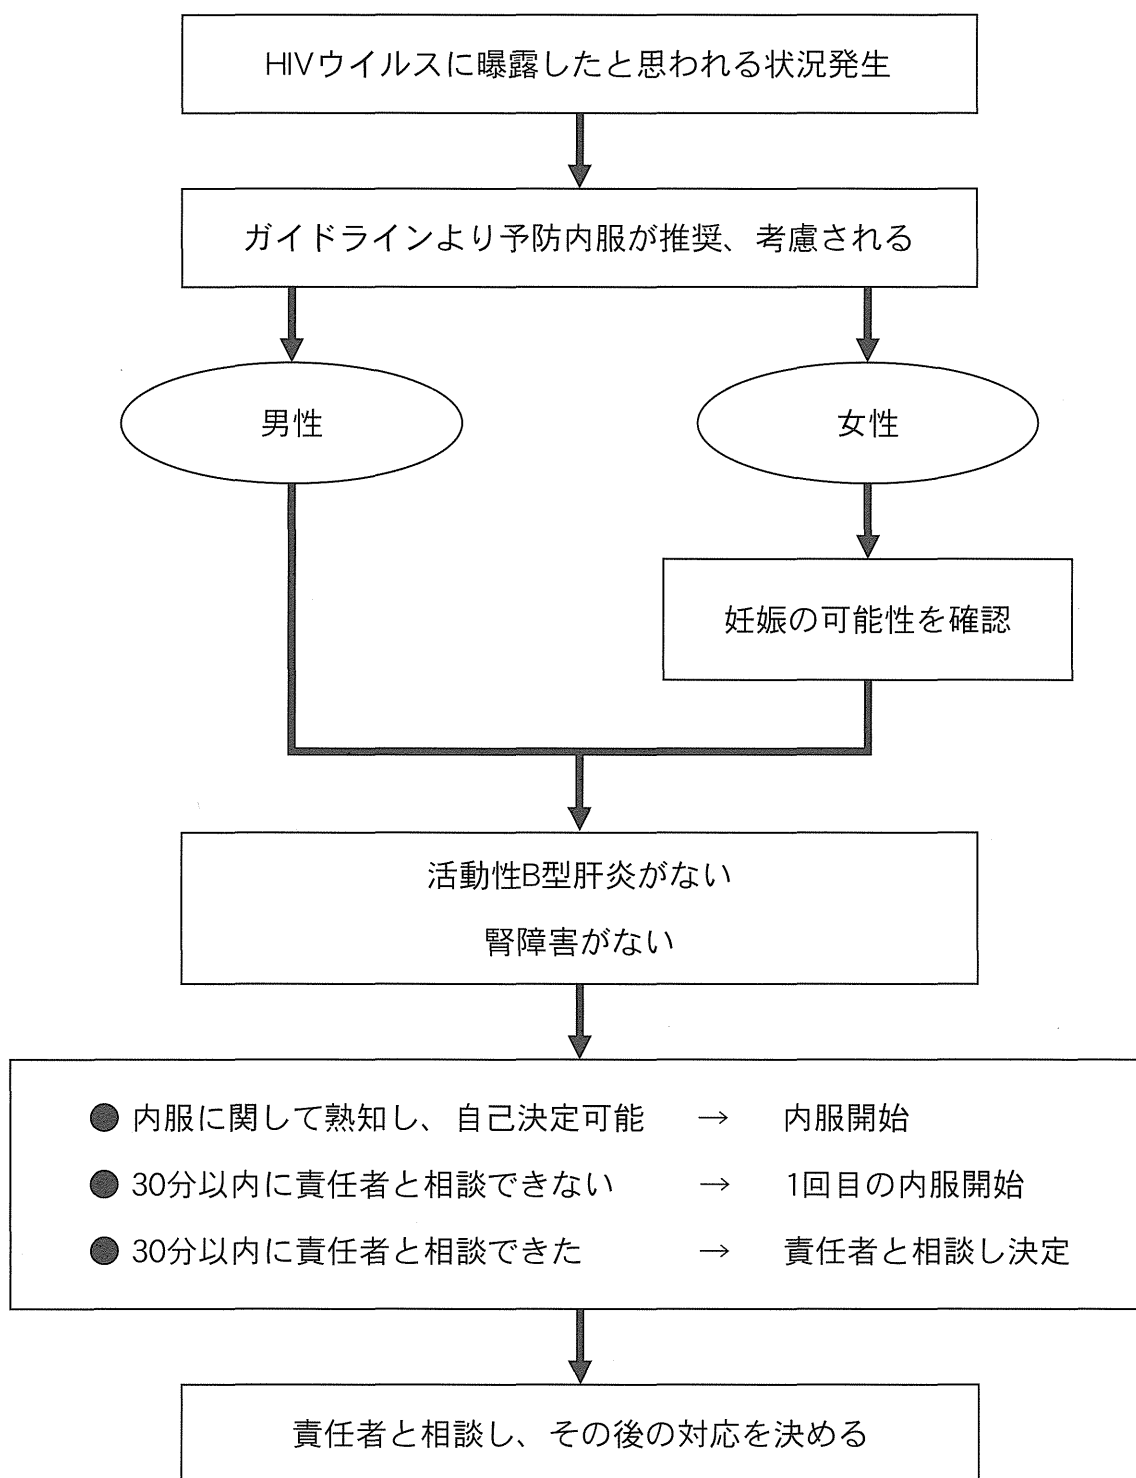 HIVウイルスに曝露したと思われる状況発生
ガイドラインより予防内服が推奨、考慮される
男性
女性
妊娠の可能性を確認
活動性B型肝炎がない
腎障害がない
● 内服に関して熟知し、自己決定可能 → 内服開始
● 30分以内に責任者と相談できない → 1回目の内服開始
● 30分以内に責任者と相談できた → 責任者と相談し決定
責任者と相談し、その後の対応を決める